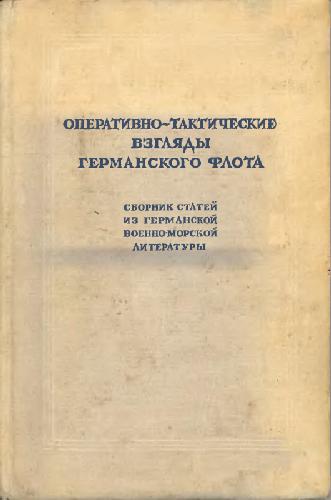 ОПЕРАТИВНО-ТАКТИЧЕСКИЕ
ВЗГЛЯДЫ
ГЕРМАНСКОГО ФЛОТА
СБОРНИК СТАТЕЙ
ИЗ ГЕРМАНСКОЙ
ВОЕННО-МОРСКОЙ
ЛИТЕРАТУРЫ